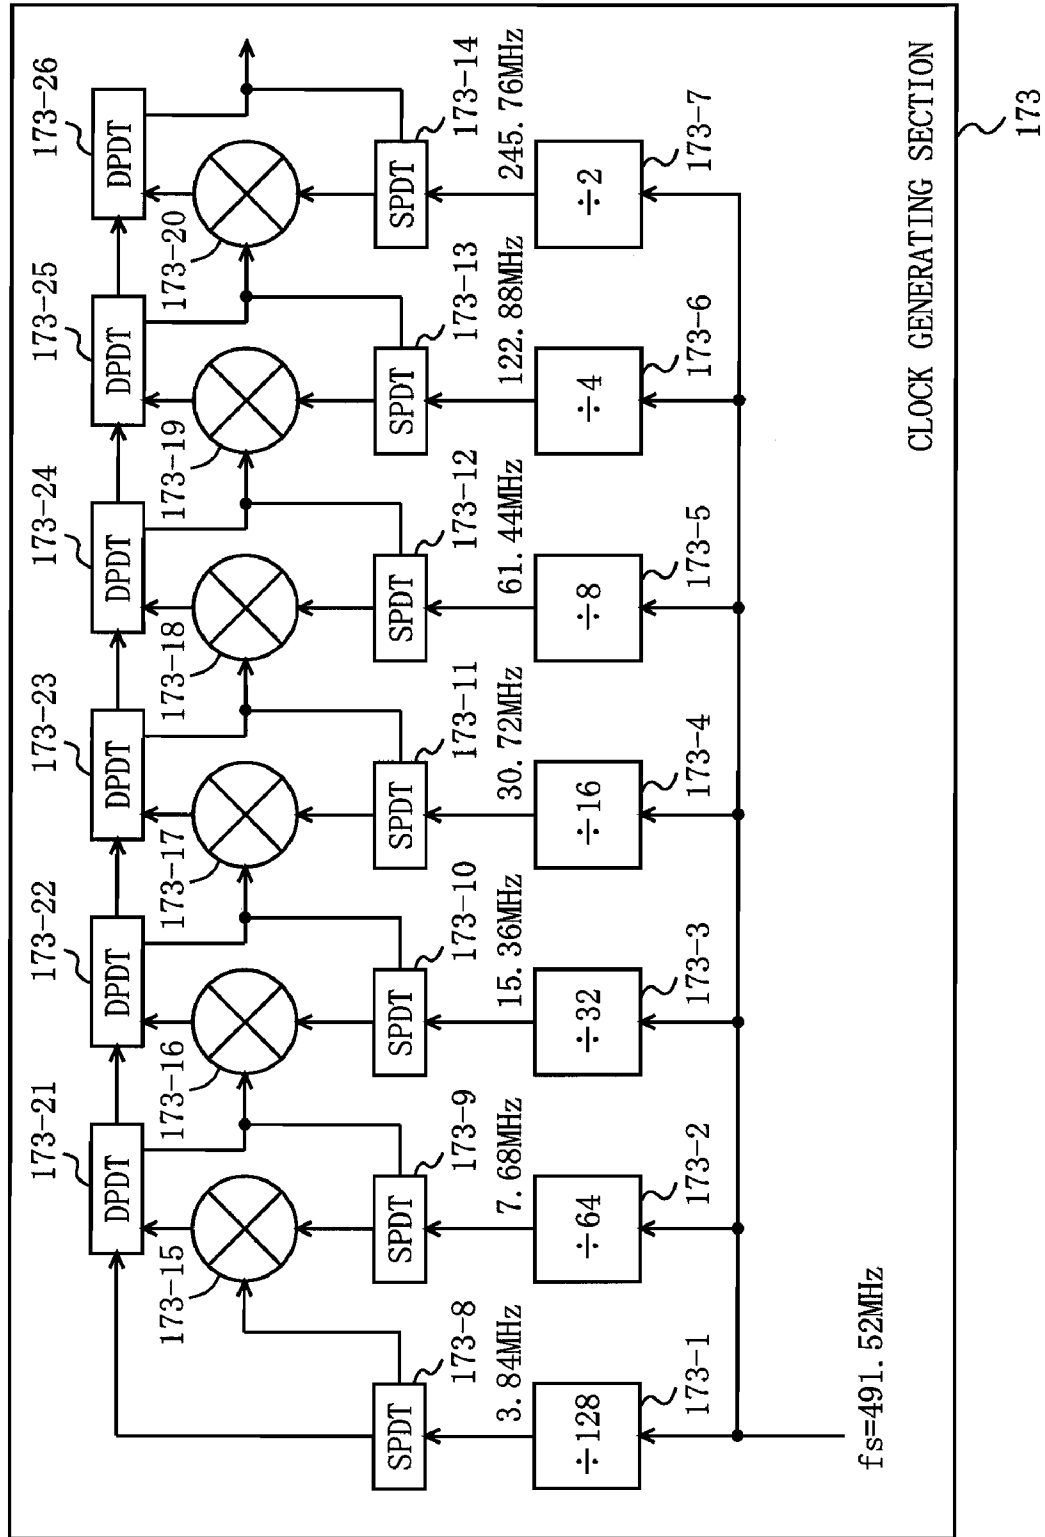 173-21
173-22
173-23
173-24
173-25
173-26
DPDT
DPDT
DPDT
DPDT
DPDT
DPDT
173-15
173-16
173-17
173-18
173-19
173-20
SPDT
SPDT
SPDT
SPDT
SPDT
SPDT
SPDT
173-8
173-9
173-10
173-11
173-12
173-13
173-14
3.84MHz
7.68MHz
15.36MHz
30.72MHz
61.44MHz
122.88MHz
245.76MHz
÷128
÷64
÷32
÷16
÷8
÷4
÷2
173-1
173-2
173-3
173-4
173-5
173-6
173-7
fs=491.52MHz
CLOCK GENERATING SECTION
173